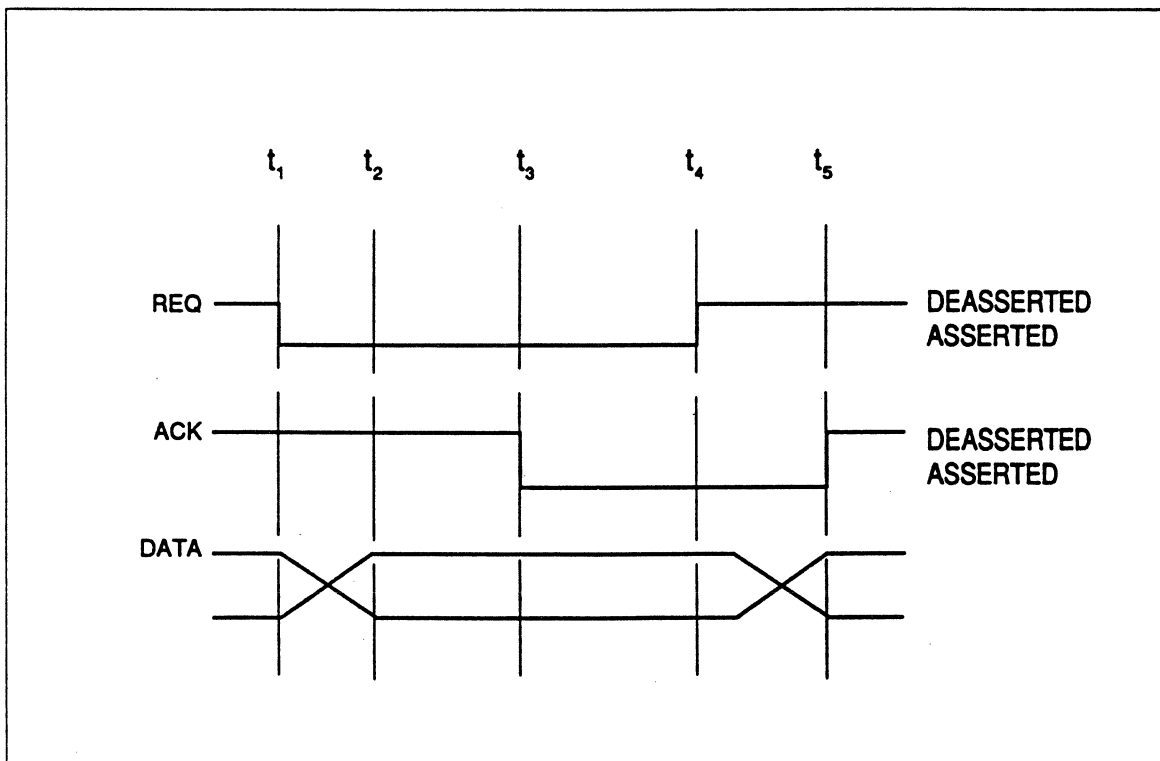 t₁ t₂ t₃ t₄ t₅
REQ DEASSERTED
ASSERTED
ACK DEASSERTED
ASSERTED
DATA